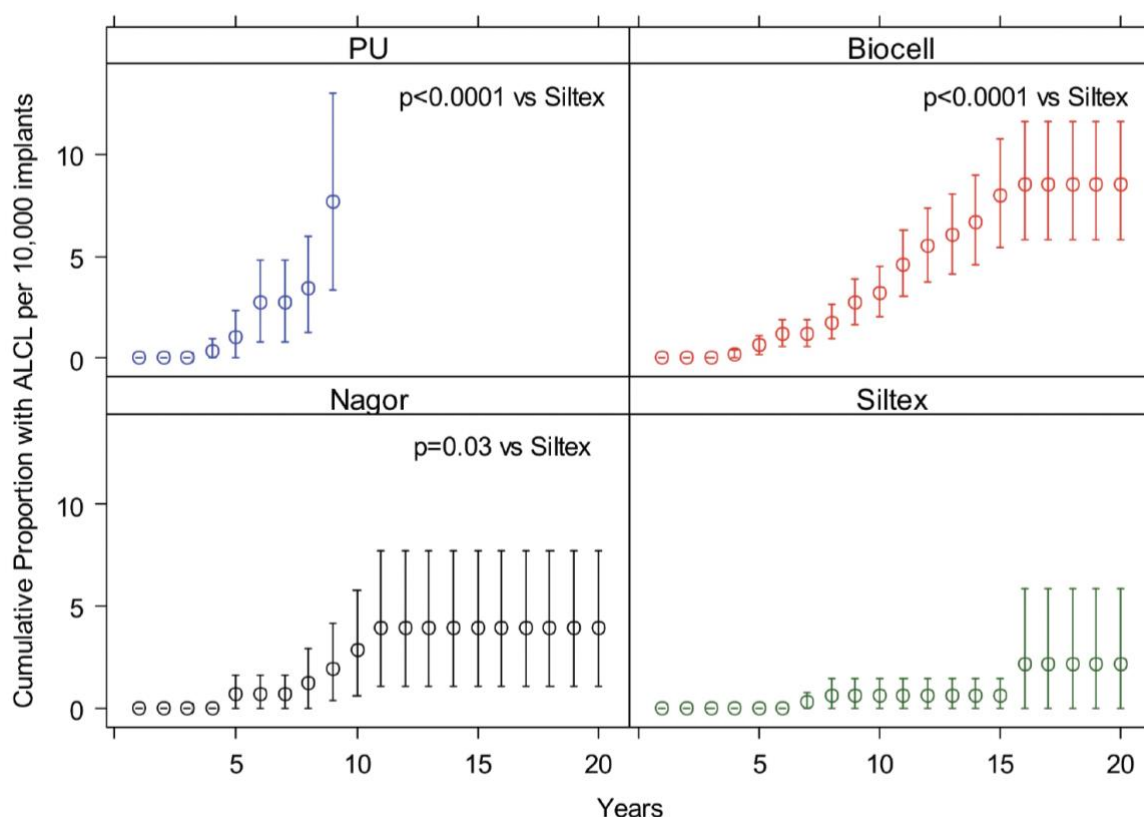 PU
Biocell
p<0.0001 vs Siltex
p<0.0001 vs Siltex
10
5
0
Nagor
Siltex
p=0.03 vs Siltex
10
5
0
5
10
15
20
5
10
15
20
Years
Cumulative Proportion with ALCL per 10,000 implants